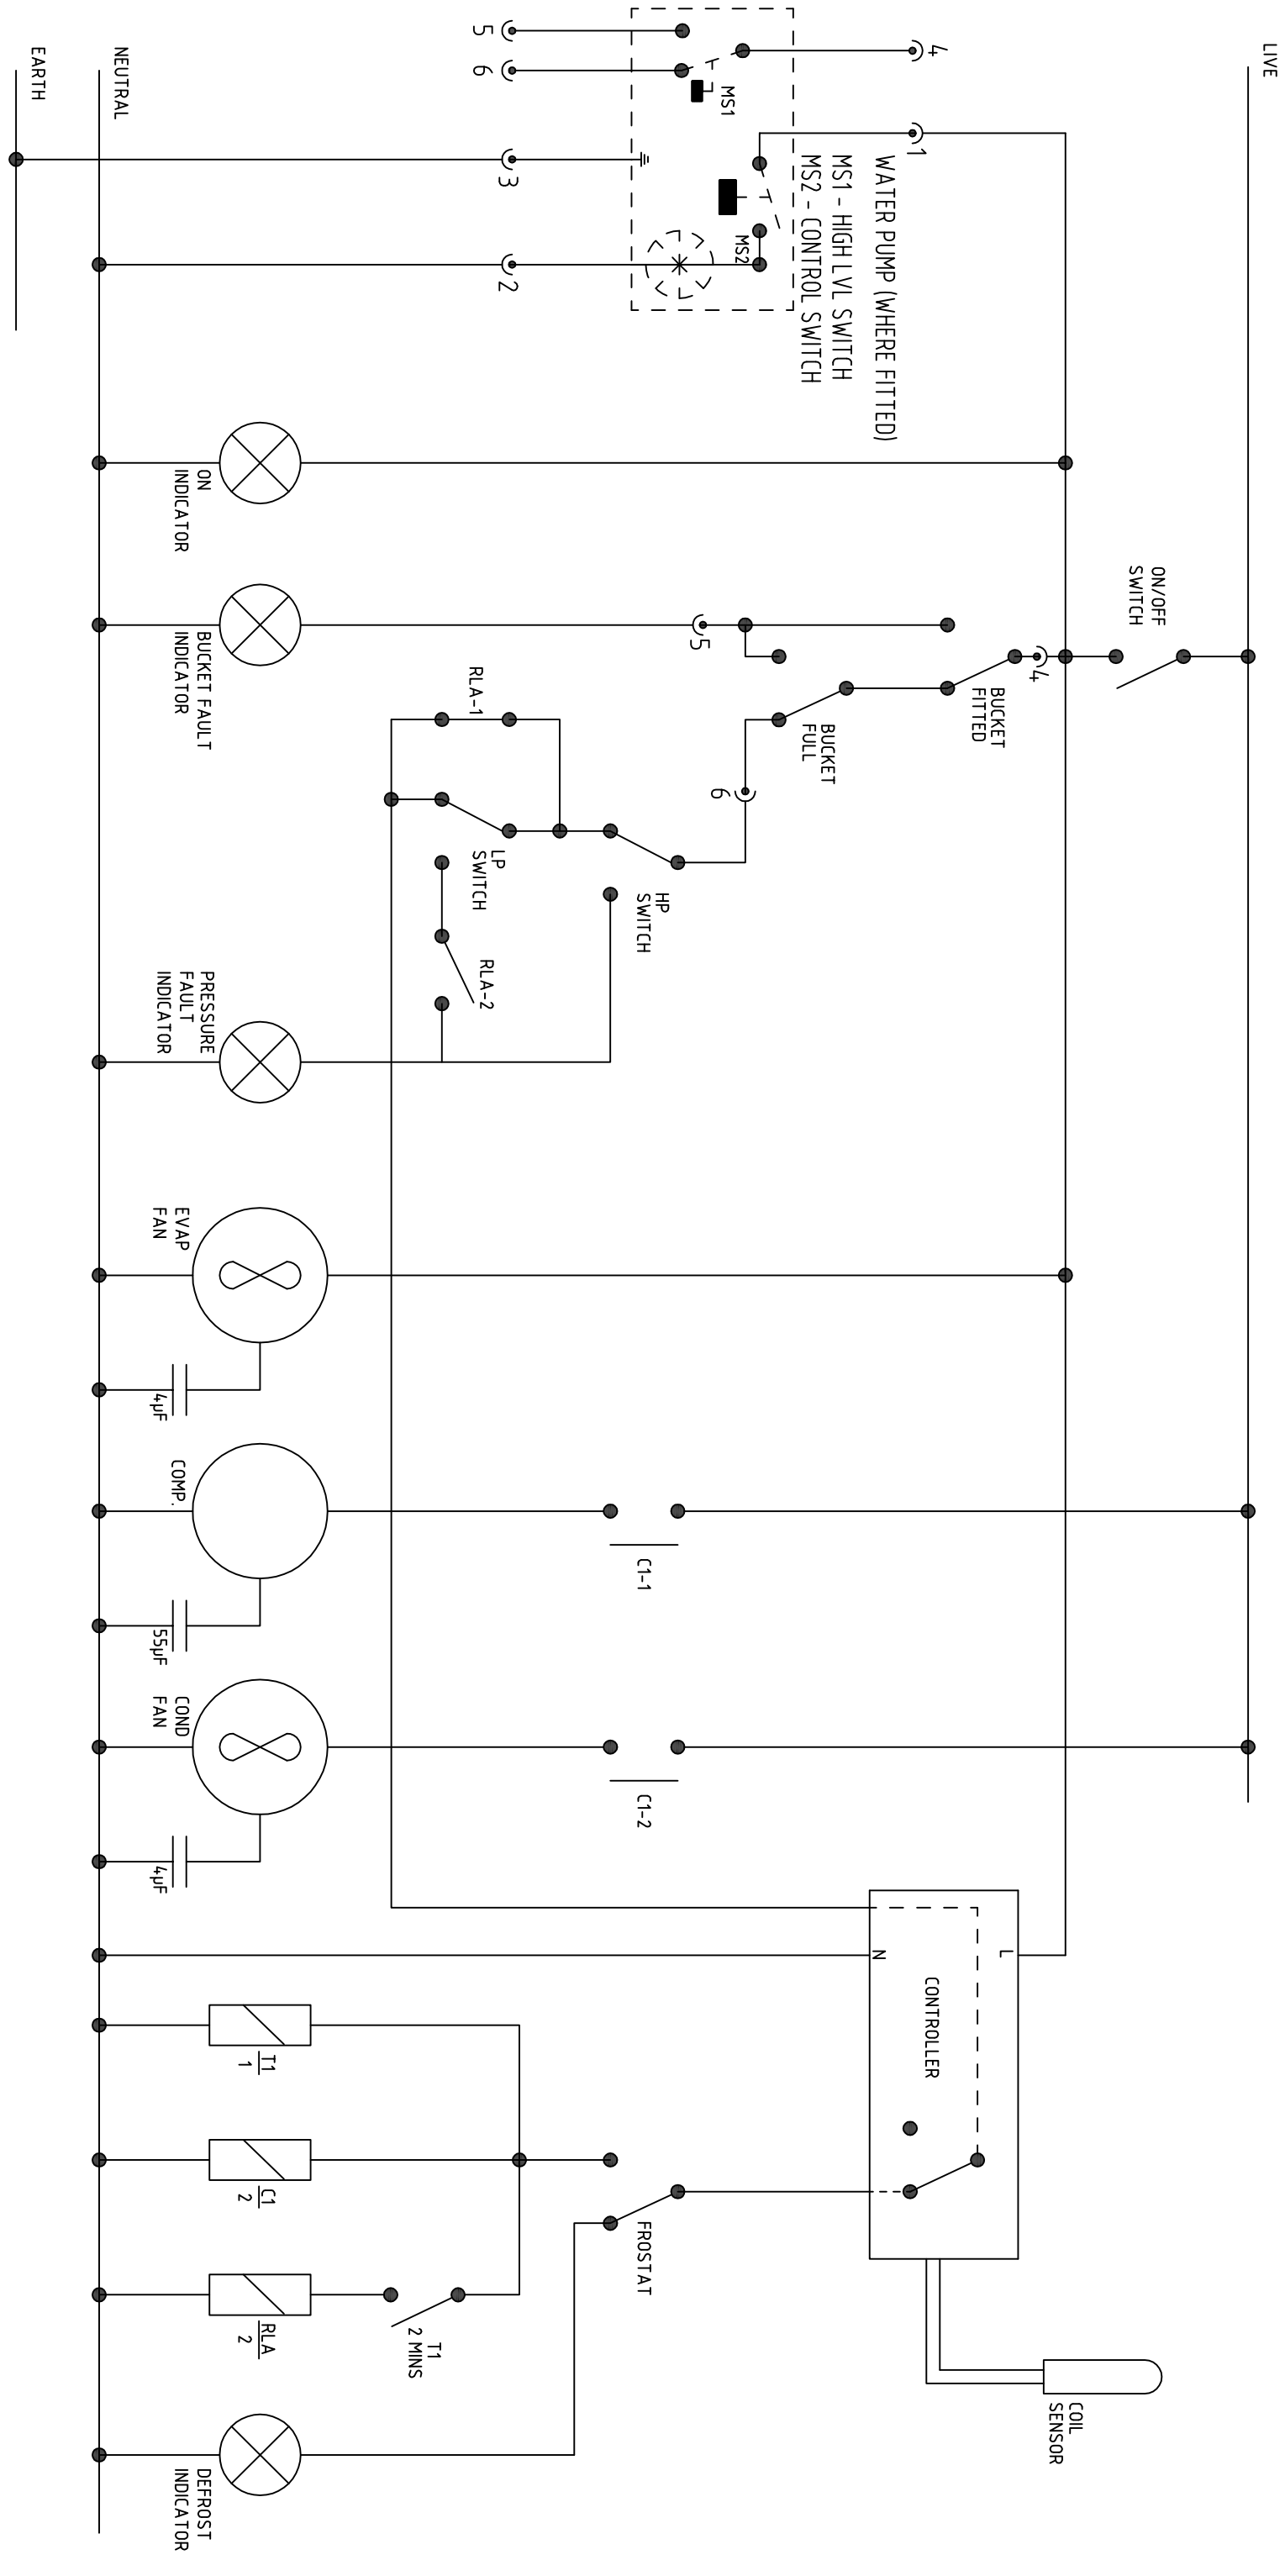 LIVE
NEUTRAL
EARTH
4
5
6
MS1
1
3
2
MS2
WATER PUMP (WHERE FITTED)
MS1 - HIGH LVL SWITCH
MS2 - CONTROL SWITCH
ON
INDICATOR
ON/OFF
SWITCH
4
BUCKET
FITTED
5
BUCKET FAULT
INDICATOR
BUCKET
FULL
6
RLA-1
LP
SWITCH
HP
SWITCH
RLA-2
PRESSURE
FAULT
INDICATOR
EVAP
FAN
4µF
COMP.
55µF
C1-1
COND
FAN
4µF
C1-2
L
N
CONTROLLER
T1
1
C1
2
RLA
2
T1
2 MINS
FROSTAT
COIL
SENSOR
DEFROST
INDICATOR